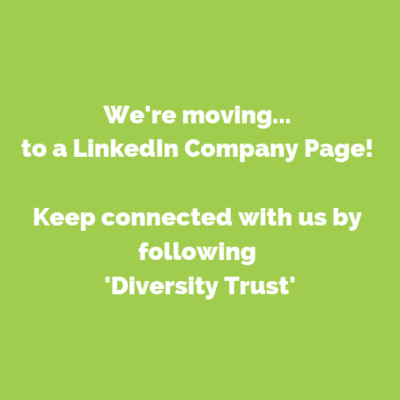 We're moving...
to a LinkedIn Company Page!
Keep connected with us by
following
'Diversity Trust'